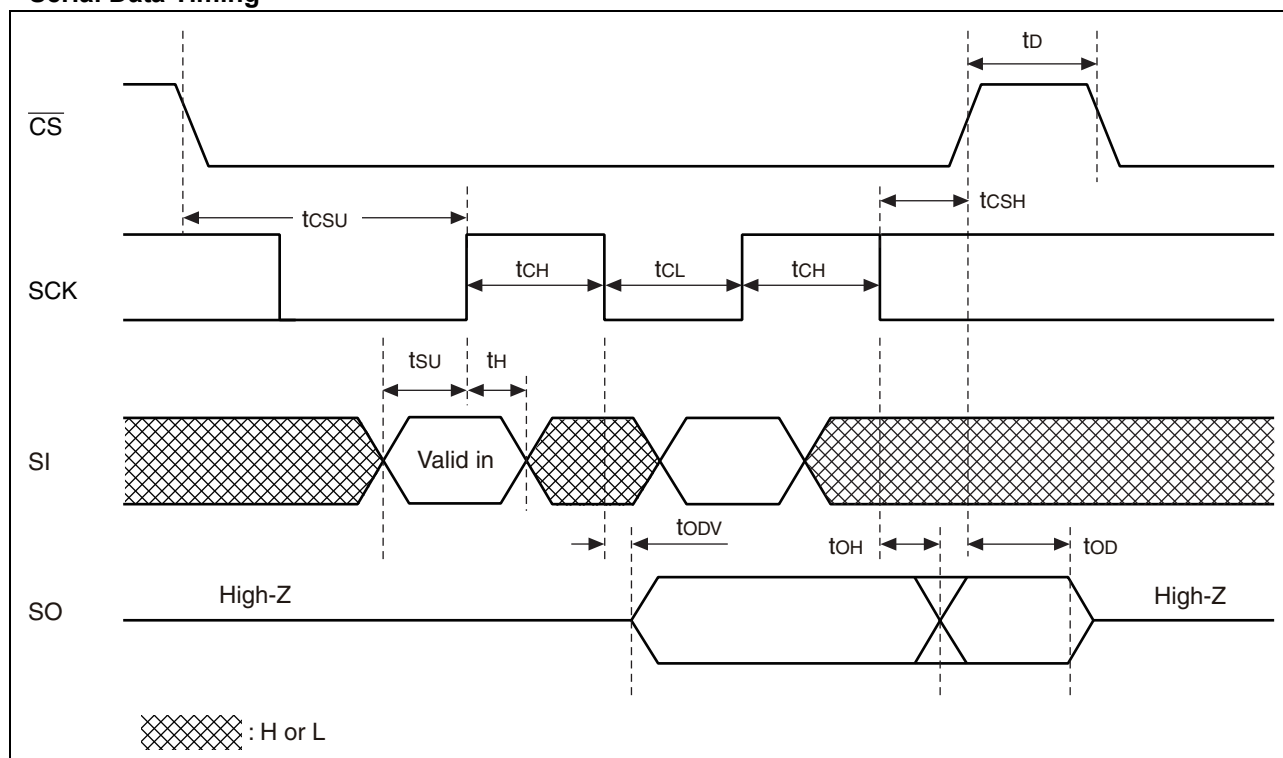 Serial Data Timing
tD
CS
tCSU
tCSH
SCK
tCH
tCL
tCH
tSU
tH
SI
Valid in
tODV
tOH
tOD
SO
High-Z
High-Z
: H or L